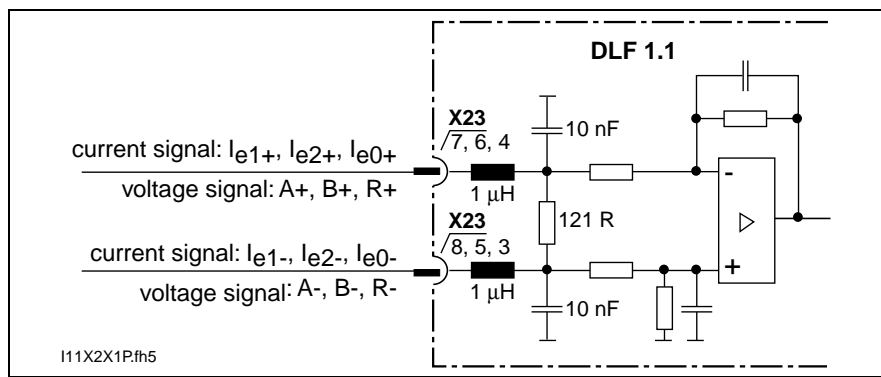 DLF 1.1
X23
7, 6, 4
10 nF
current signal: Ie1+, Ie2+, Ie0+
voltage signal: A+, B+, R+
1 µH
-
X23
8, 5, 3
121 R
current signal: Ie1-, Ie2-, Ie0-
voltage signal: A-, B-, R-
1 µH
+
10 nF
I11X2X1P.fh5